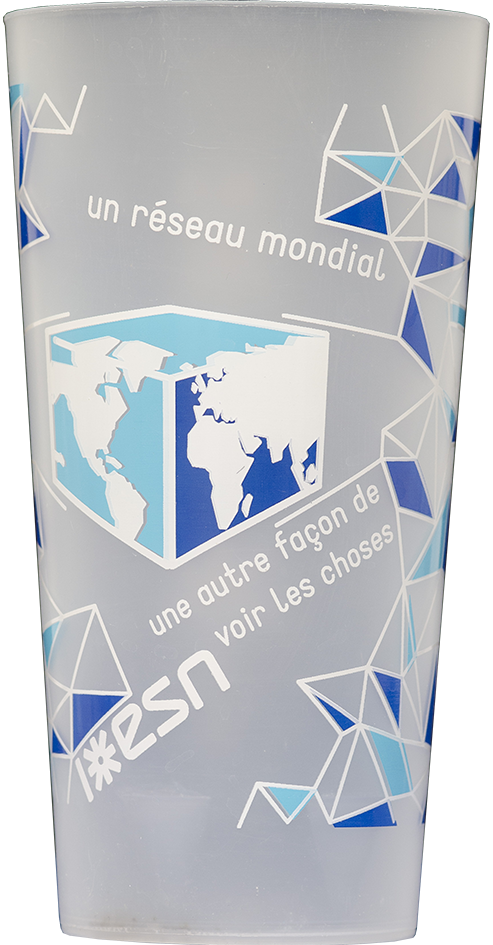 un réseau mondial
une autre façon de
voir les choses
esn